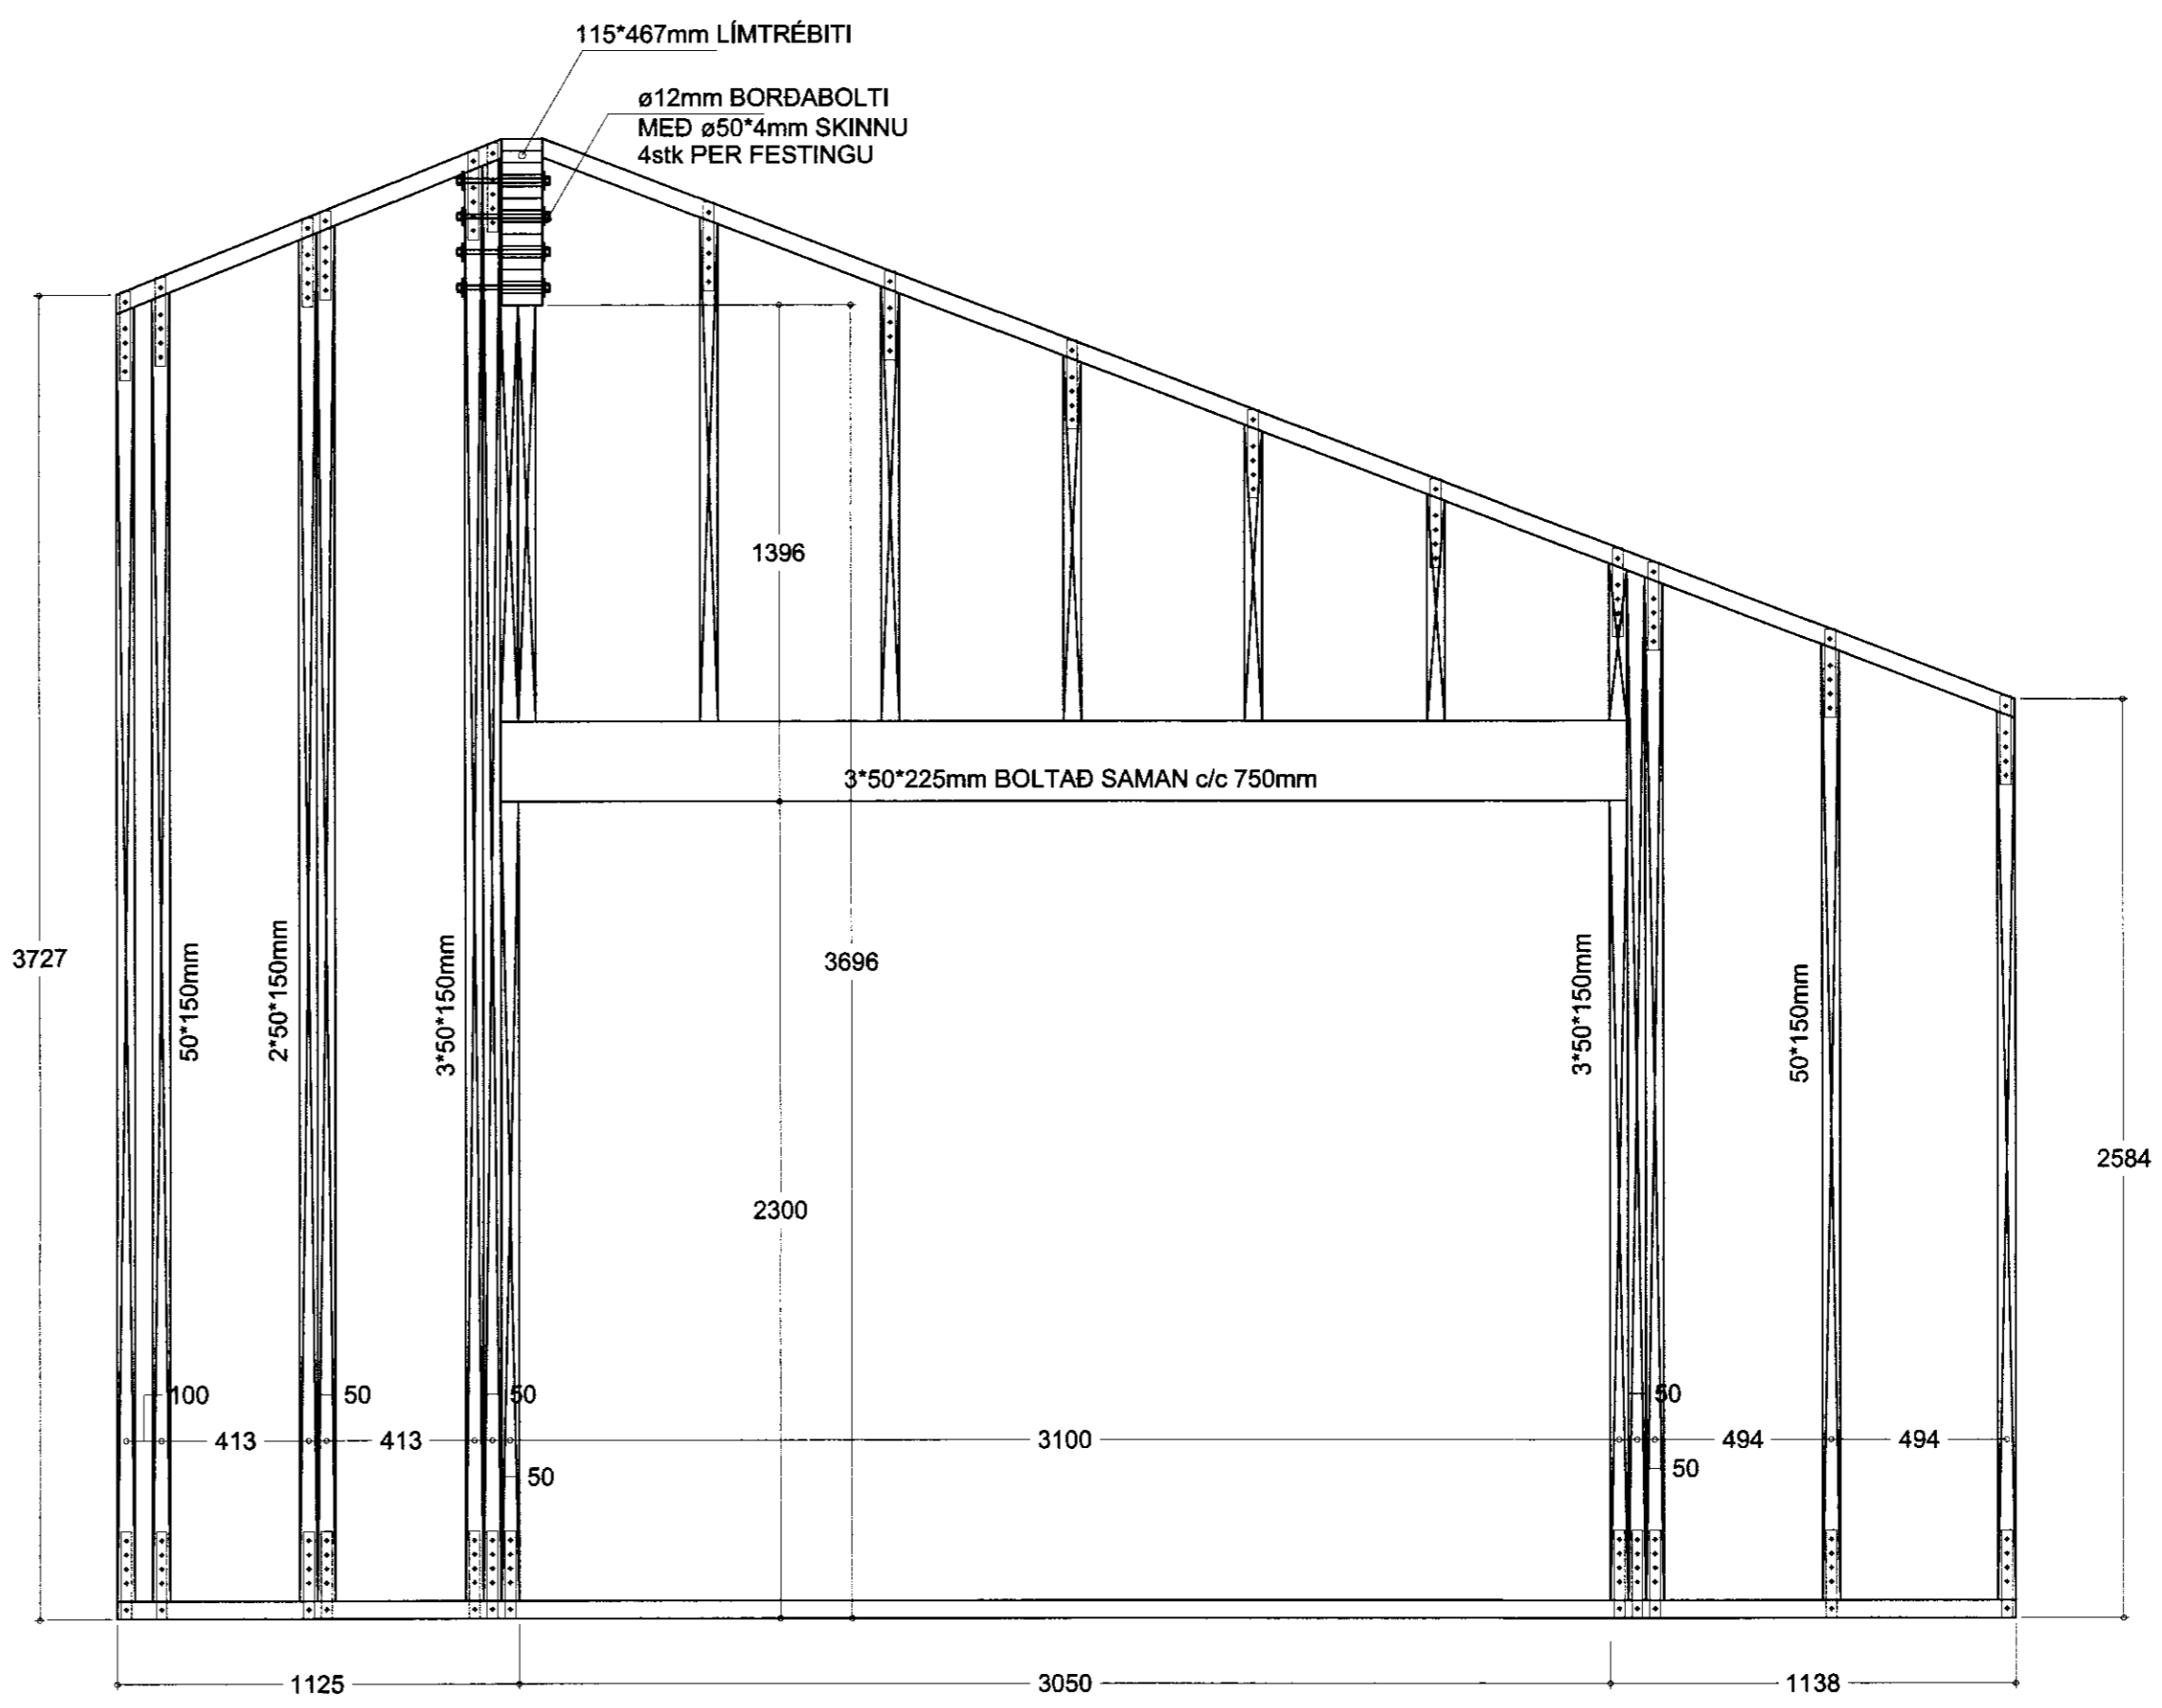 115*467mm LÍMTRÉBITI
ø12mm BORÐABOLTI
MEÐ ø50*4mm SKINNU
4stk PER FESTINGU
1396
3*50*225mm BOLTAÐ SAMAN c/c 750mm
3727
50*150mm
2*50*150mm
3*50*150mm
3696
3*50*150mm
50*150mm
2584
2300
100
50
50
50
413
413
3100
494
494
50
50
1125
3050
1138